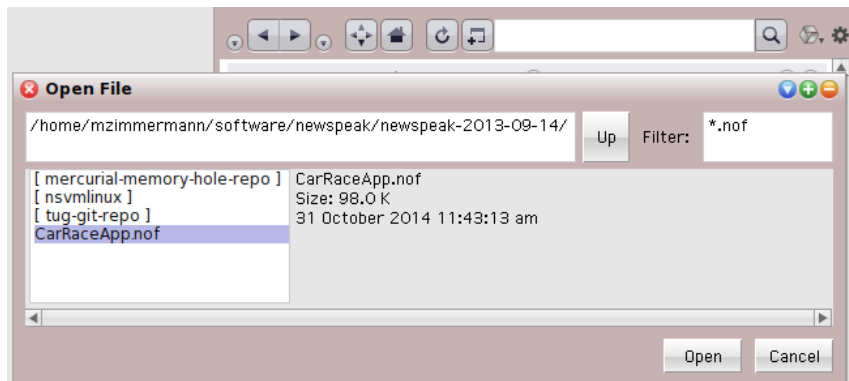 Open File
/home/mzimmermann/software/newspeak/newspeak-2013-09-14/
Up
Filter:
*.nof
[ mercurial-memory-hole-repo ]
[ nsvmlinux ]
[ tug-git-repo ]
CarRaceApp.nof
CarRaceApp.nof
Size: 98.0 K
31 October 2014 11:43:13 am
Open
Cancel